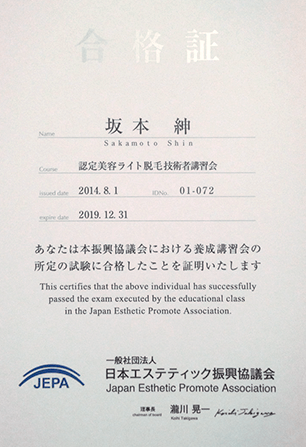 合格証
Name 坂本 紳
Sakamoto Shin
Course 認定美容ライト脱毛技術者講習会
issued date 2014. 8. 1 IDNo. 01-072
expire date 2019. 12. 31
あなたは本振興協議会における養成講習会の
所定の試験に合格したことを証明いたします
This certifies that the above individual has successfully
passed the exam executed by the educational class
in the Japan Esthetic Promote Association.
JEPA
一般社団法人
日本エステティック振興協議会
Japan Esthetic Promote Association
理事長 瀧川 晃一
chairman of board Koichi Takigawa